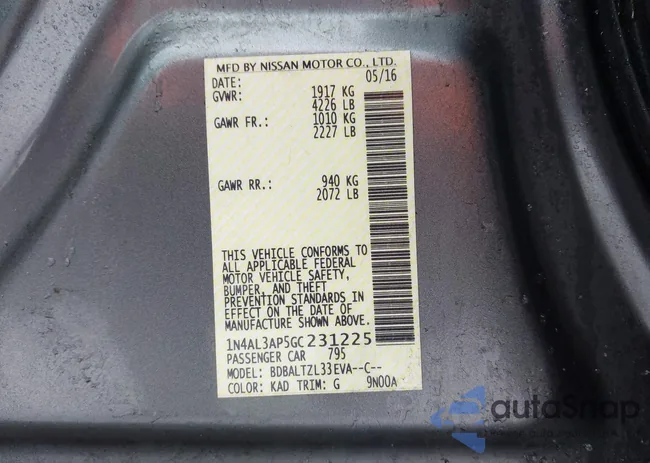 MFD BY NISSAN MOTOR CO., LTD.
DATE: 05/16
GVWR: 1917 KG
4226 LB
GAWR FR.: 1010 KG
2227 LB
GAWR RR.: 940 KG
2072 LB
THIS VEHICLE CONFORMS TO
ALL APPLICABLE FEDERAL
MOTOR VEHICLE SAFETY,
BUMPER, AND THEFT
PREVENTION STANDARDS IN
EFFECT ON THE DATE OF
MANUFACTURE SHOWN ABOVE.
1N4AL3AP5GC231225
PASSENGER CAR 795
MODEL: BDBALTZL33EVA--C--
COLOR: KAD TRIM: G 9N00A
autoSnap